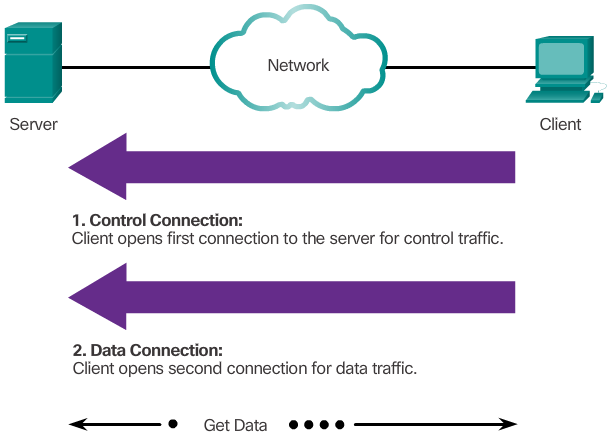 Network
Server
Client
1. Control Connection:
Client opens first connection to the server for control traffic.
2. Data Connection:
Client opens second connection for data traffic.
Get Data